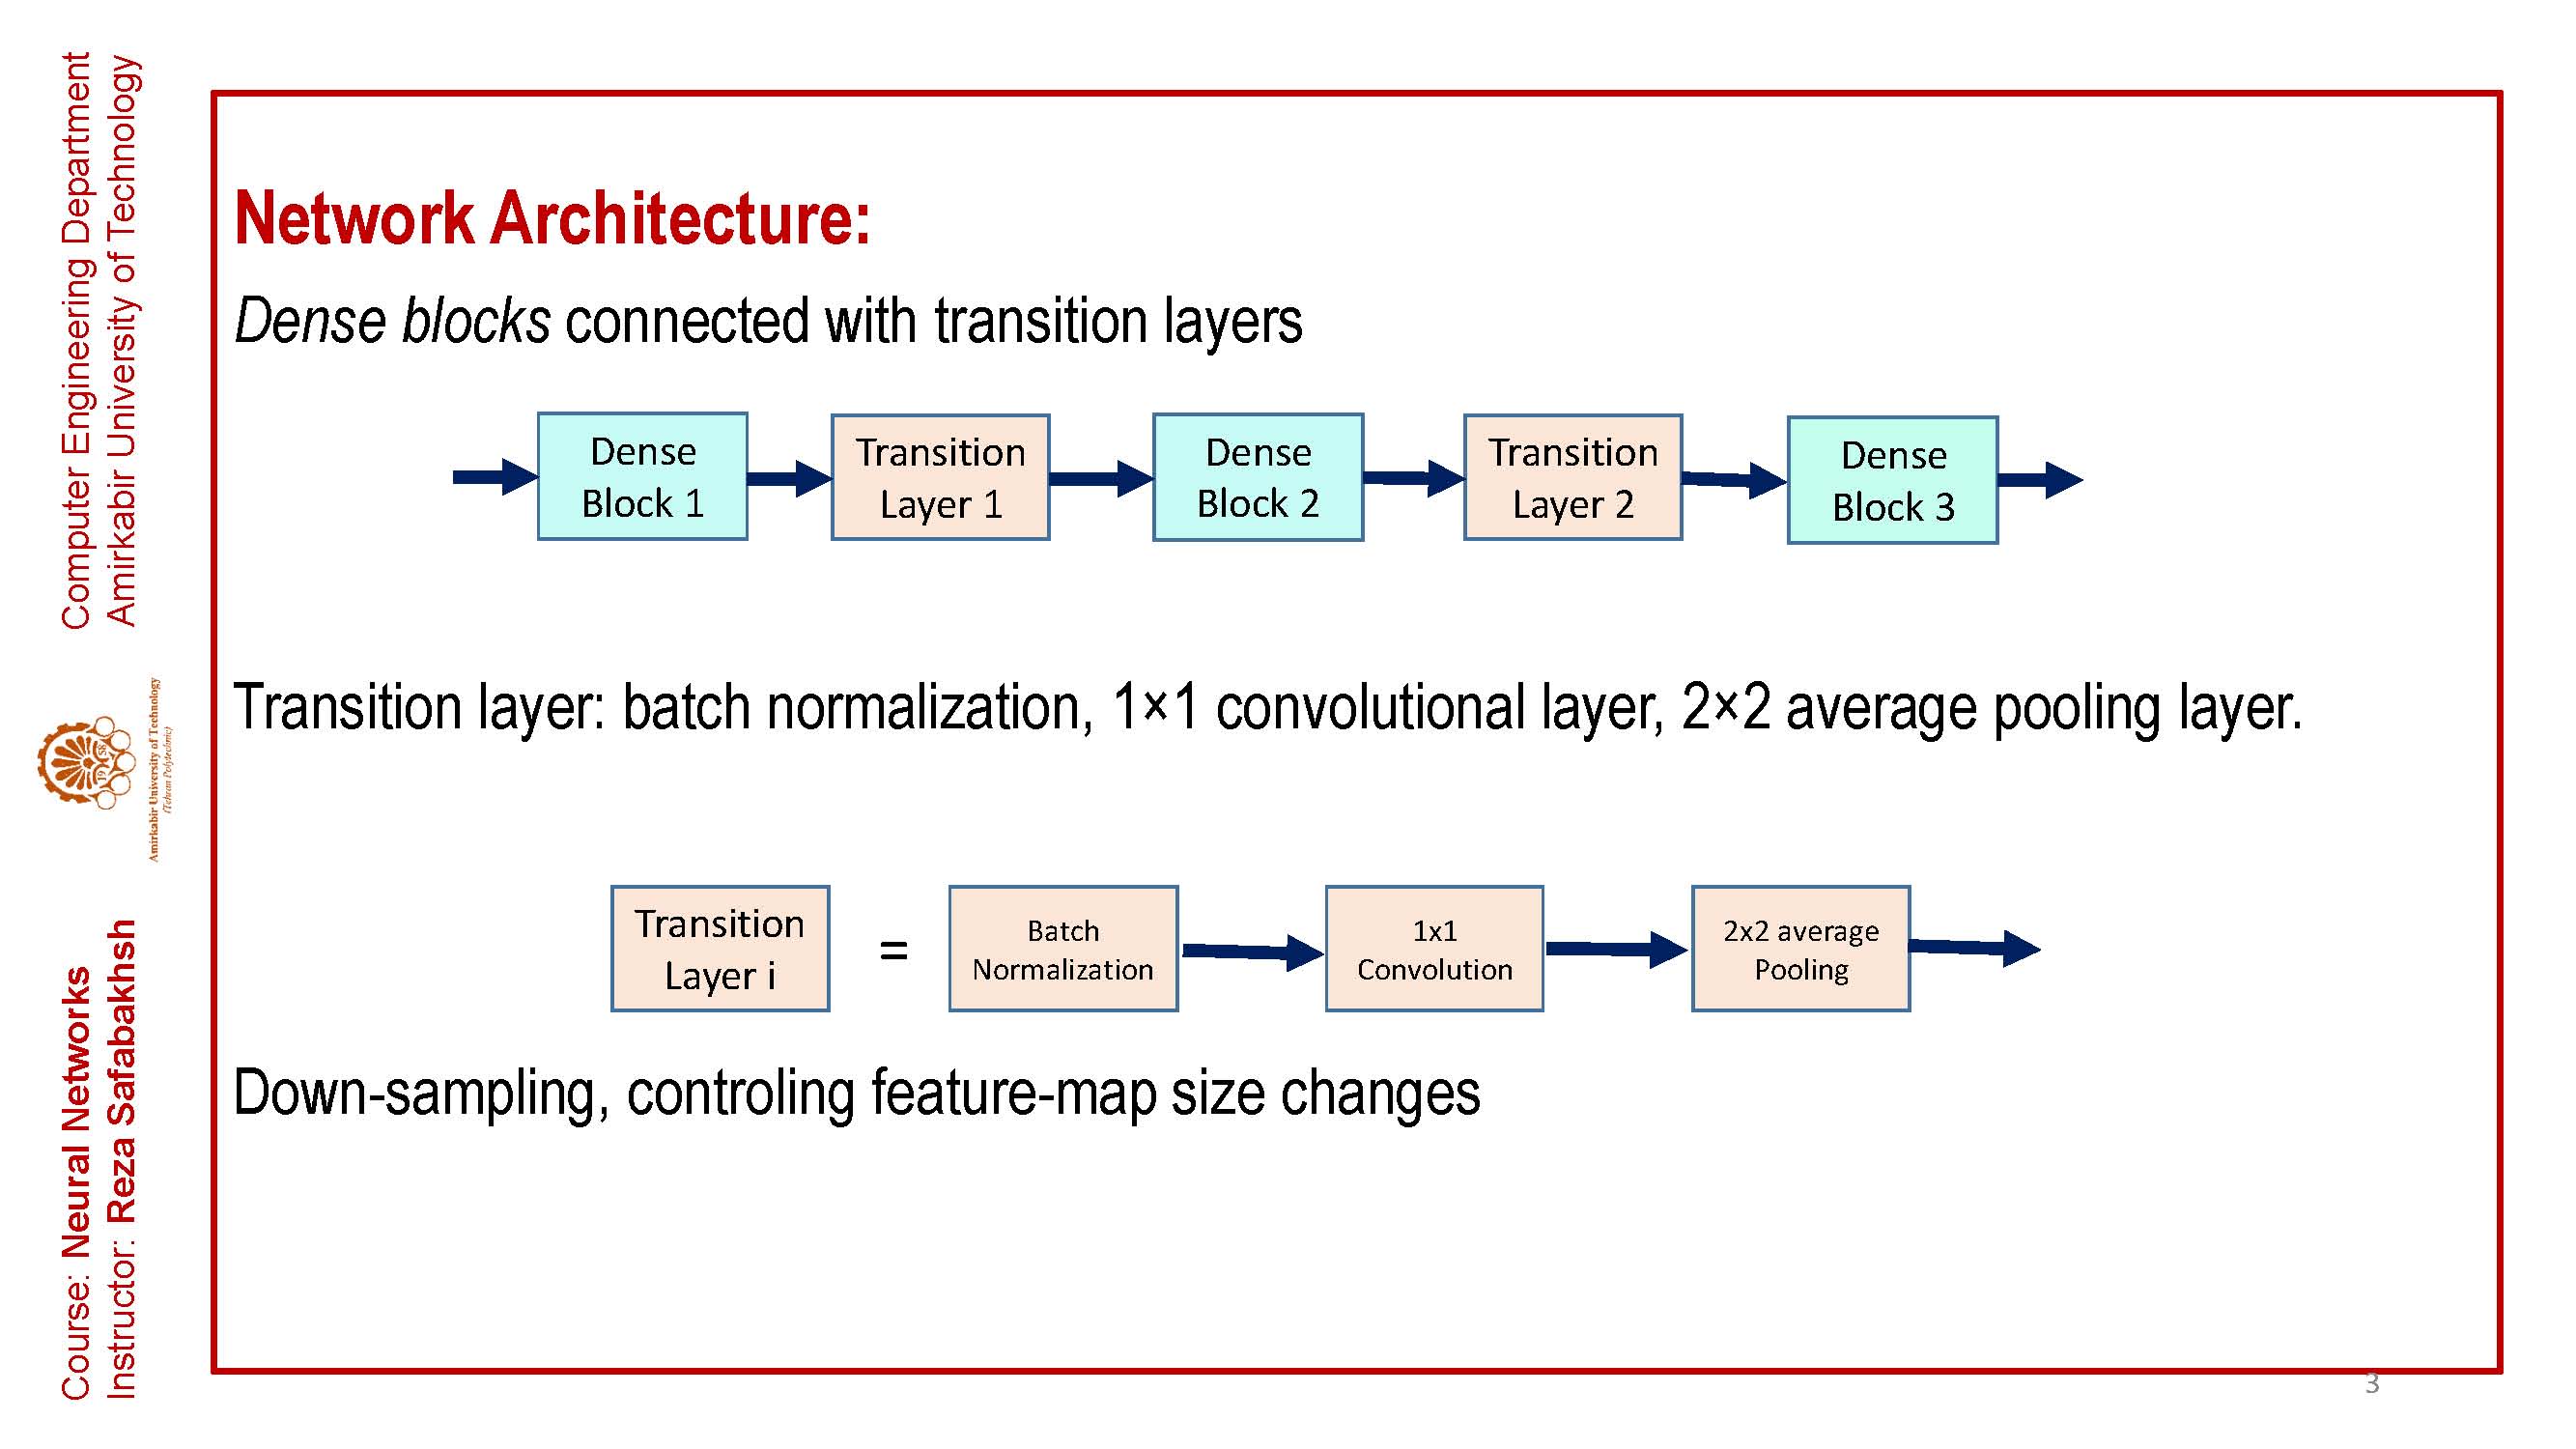 Computer Engineering Department
Amirkabir University of Technology
Amirkabir University of Technology
(Tehran Polytechnic)
Course: Neural Networks
Instructor: Reza Safabakhsh
Network Architecture:
Dense blocks connected with transition layers
Dense
Block 1
Transition
Layer 1
Dense
Block 2
Transition
Layer 2
Dense
Block 3
Transition layer: batch normalization, 1×1 convolutional layer, 2×2 average pooling layer.
Transition
Layer i
=
Batch
Normalization
1x1
Convolution
2x2 average
Pooling
Down-sampling, controling feature-map size changes
3